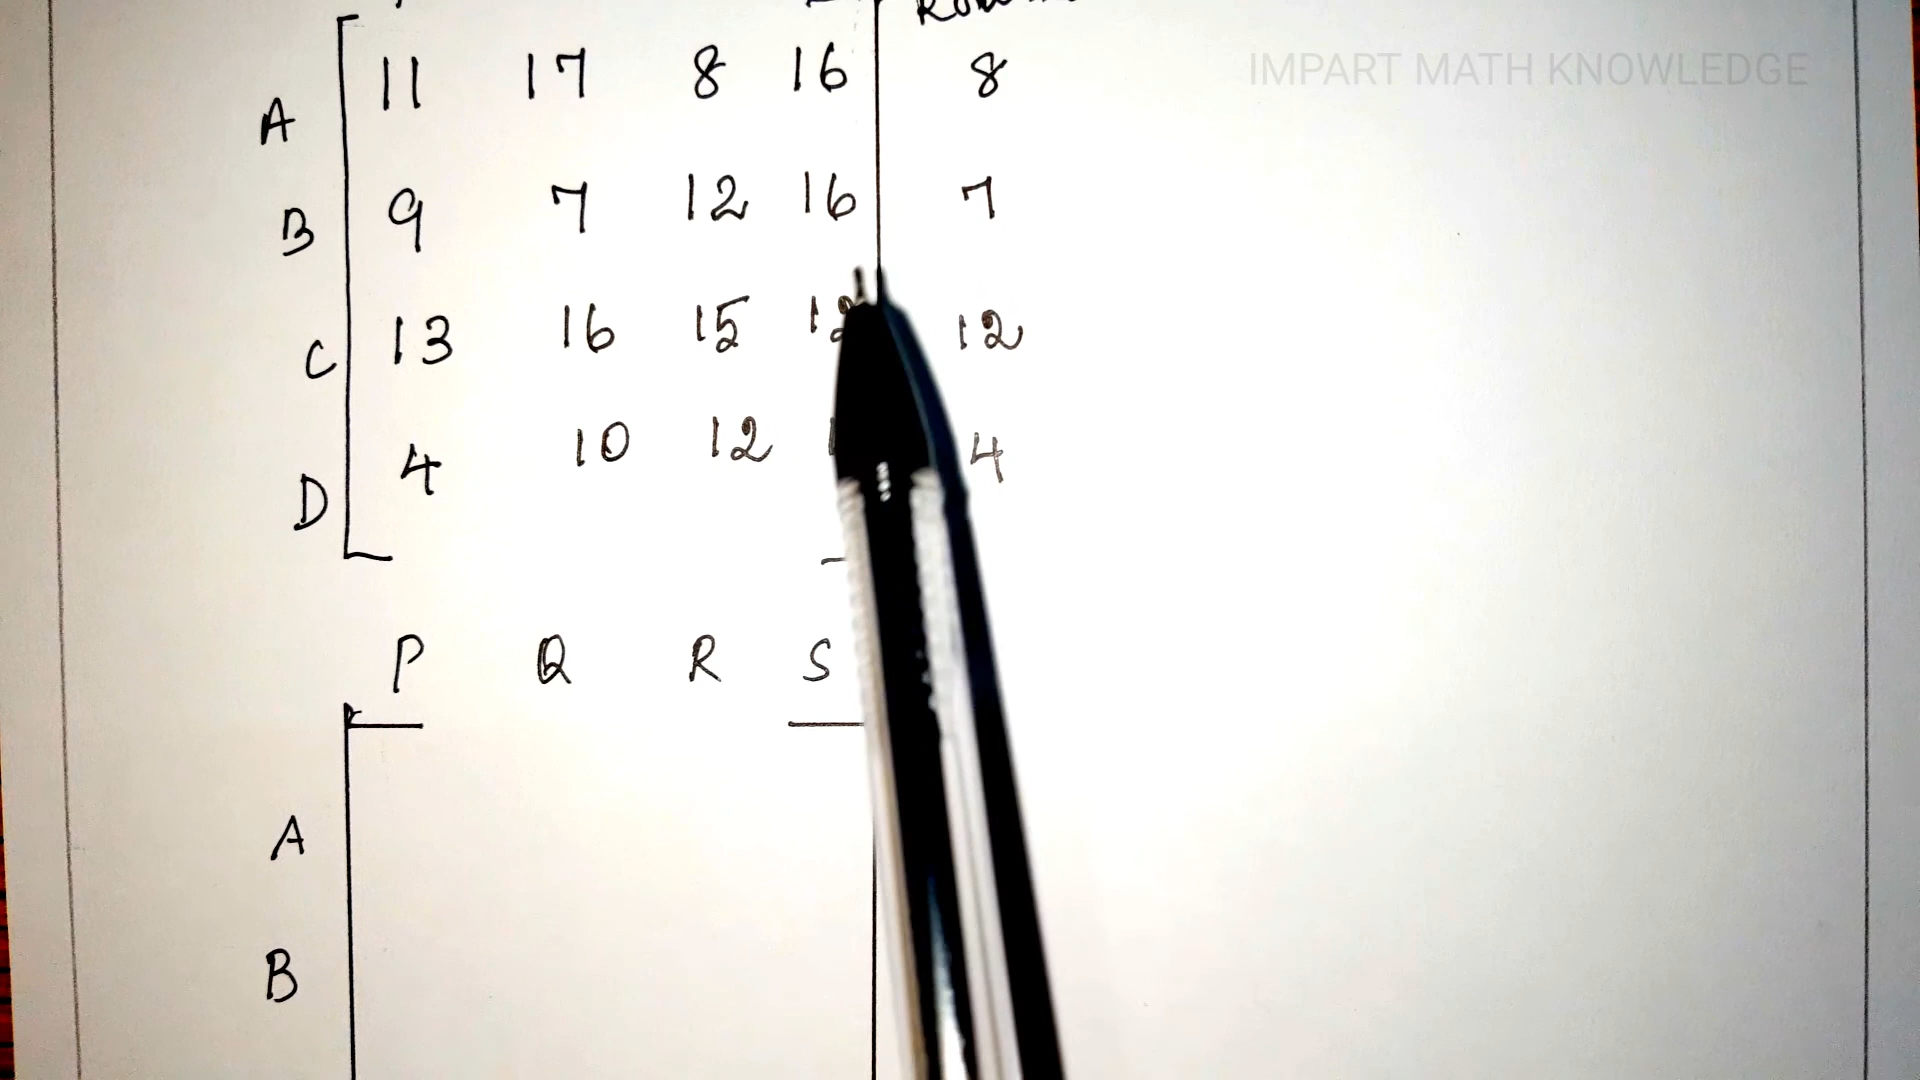 IMPART MATH KNOWLEDGE
A 11 17 8 16 8
B 9 7 12 16 7
C 13 16 15 12 12
D 4 10 12 4
P Q R S
A
B